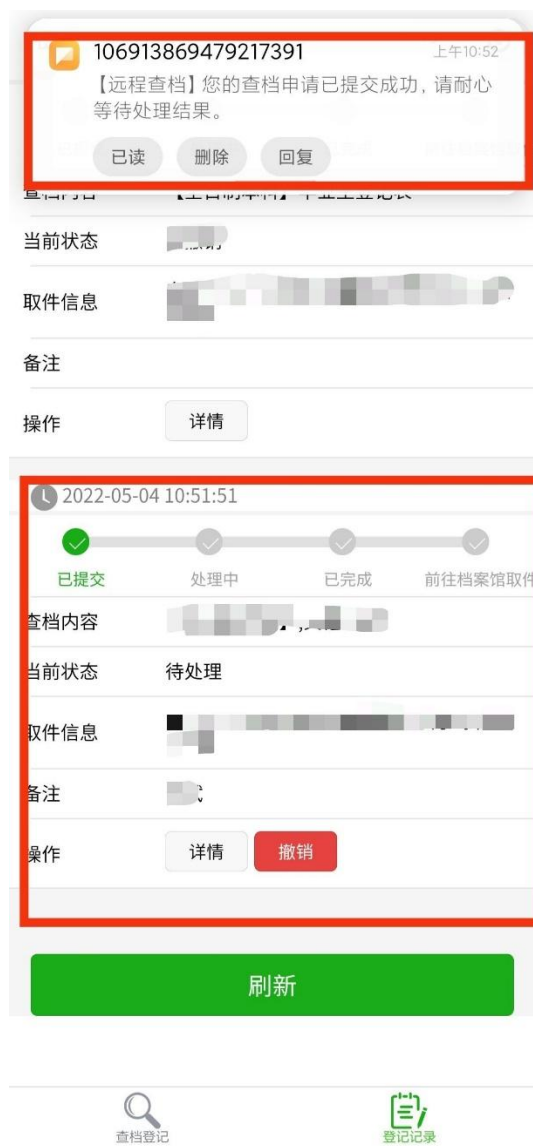 106913869479217391
上午10:52
【远程查档】您的查档申请已提交成功，请耐心
等待处理结果。
已读 删除 回复
当前状态
取件信息
备注
操作 详情
2022-05-04 10:51:51
已提交 处理中 已完成 前往档案馆取件
查档内容
当前状态 待处理
取件信息
备注
操作 详情 撤销
刷新
查档登记 登记记录